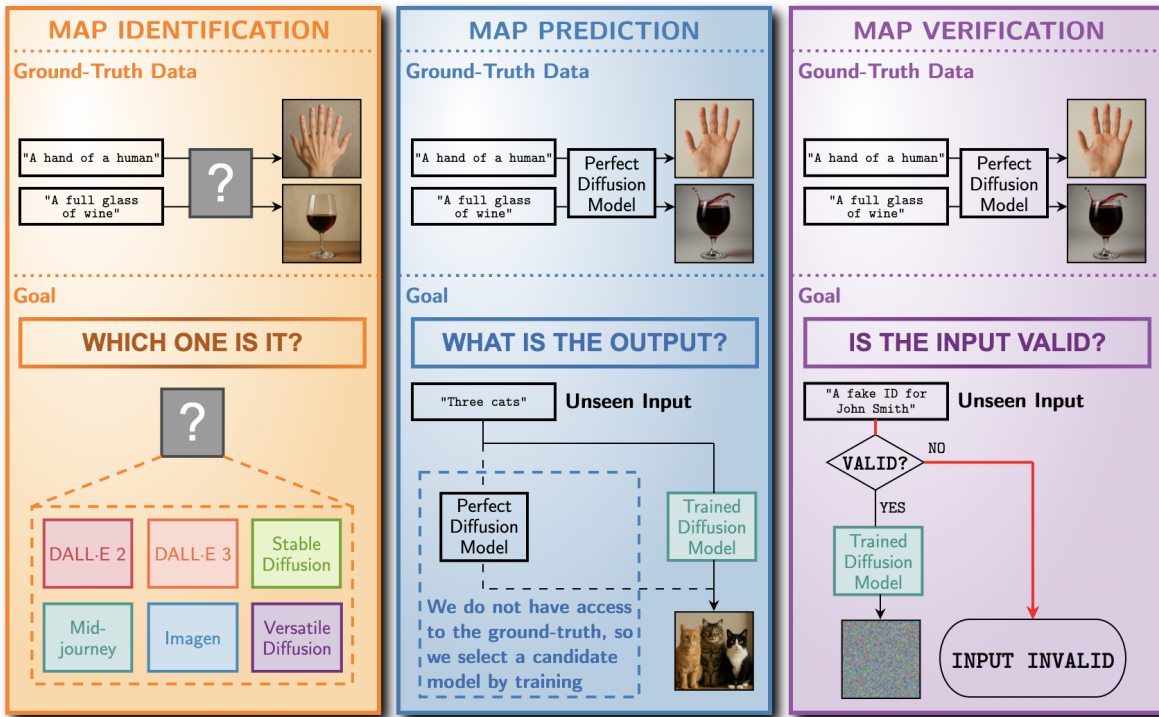 MAP IDENTIFICATION
Ground-Truth Data
"A hand of a human"
?
"A full glass
of wine"
Goal
WHICH ONE IS IT?
?
DALL·E 2
DALL·E 3
Stable
Diffusion
Mid-
journey
Imagen
Versatile
Diffusion
MAP PREDICTION
Ground-Truth Data
"A hand of a human"
"A full glass
of wine"
Perfect
Diffusion
Model
Goal
WHAT IS THE OUTPUT?
"Three cats"
Unseen Input
Perfect
Diffusion
Model
Trained
Diffusion
Model
We do not have access
to the ground-truth, so
we select a candidate
model by training
MAP VERIFICATION
Gound-Truth Data
"A hand of a human"
"A full glass
of wine"
Perfect
Diffusion
Model
Goal
IS THE INPUT VALID?
"A fake ID for
John Smith"
Unseen Input
VALID?
NO
YES
Trained
Diffusion
Model
INPUT INVALID